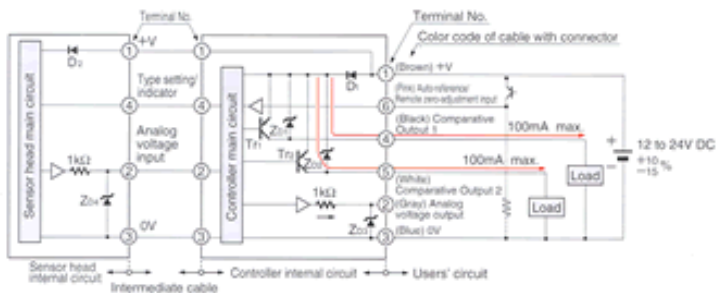 Terminal No.
Terminal No.
Color code of cable with connector
Sensor head main circuit
Controller main circuit
1 +V 1
D2
D1
1 (Brown) +V
Type setting/
indicator
4 4
6 (Pink) Auto-reference/
Remote zero-adjustment input
Tr1
ZD1
(Black) Comparative
4 Output 1
100mA max.
Analog
voltage
input
Tr2
100mA max.
Load
Load
+
−
12 to 24V DC
+10
−15 %
1kΩ
2 2
5 (White)
Comparative Output 2
1kΩ
2 (Gray) Analog
voltage output
3 0V 3
3 (Blue) 0V
Sensor head
internal circuit
Intermediate cable
Controller internal circuit
Users' circuit